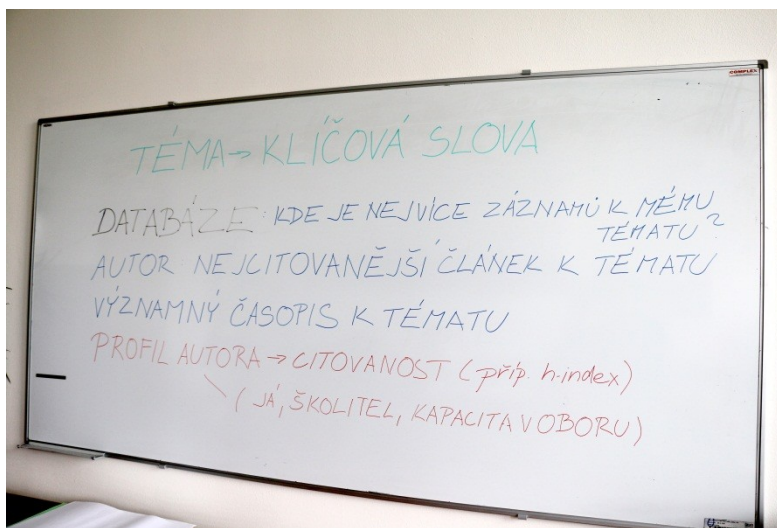 COMPLEX
TÉMA → KLÍČOVÁ SLOVA
DATABÁZE: KDE JE NEJVÍCE ZÁZNAMŮ K MÉMU
TÉMATU?
AUTOR: NEJCITOVANĚJŠÍ ČLÁNEK K TÉMATU
VÝZNAMNÝ ČASOPIS K TÉMATU
PROFIL AUTORA → CITOVANOST (příp. h-index)
(JÁ, ŠKOLITEL, KAPACITA V OBORU)